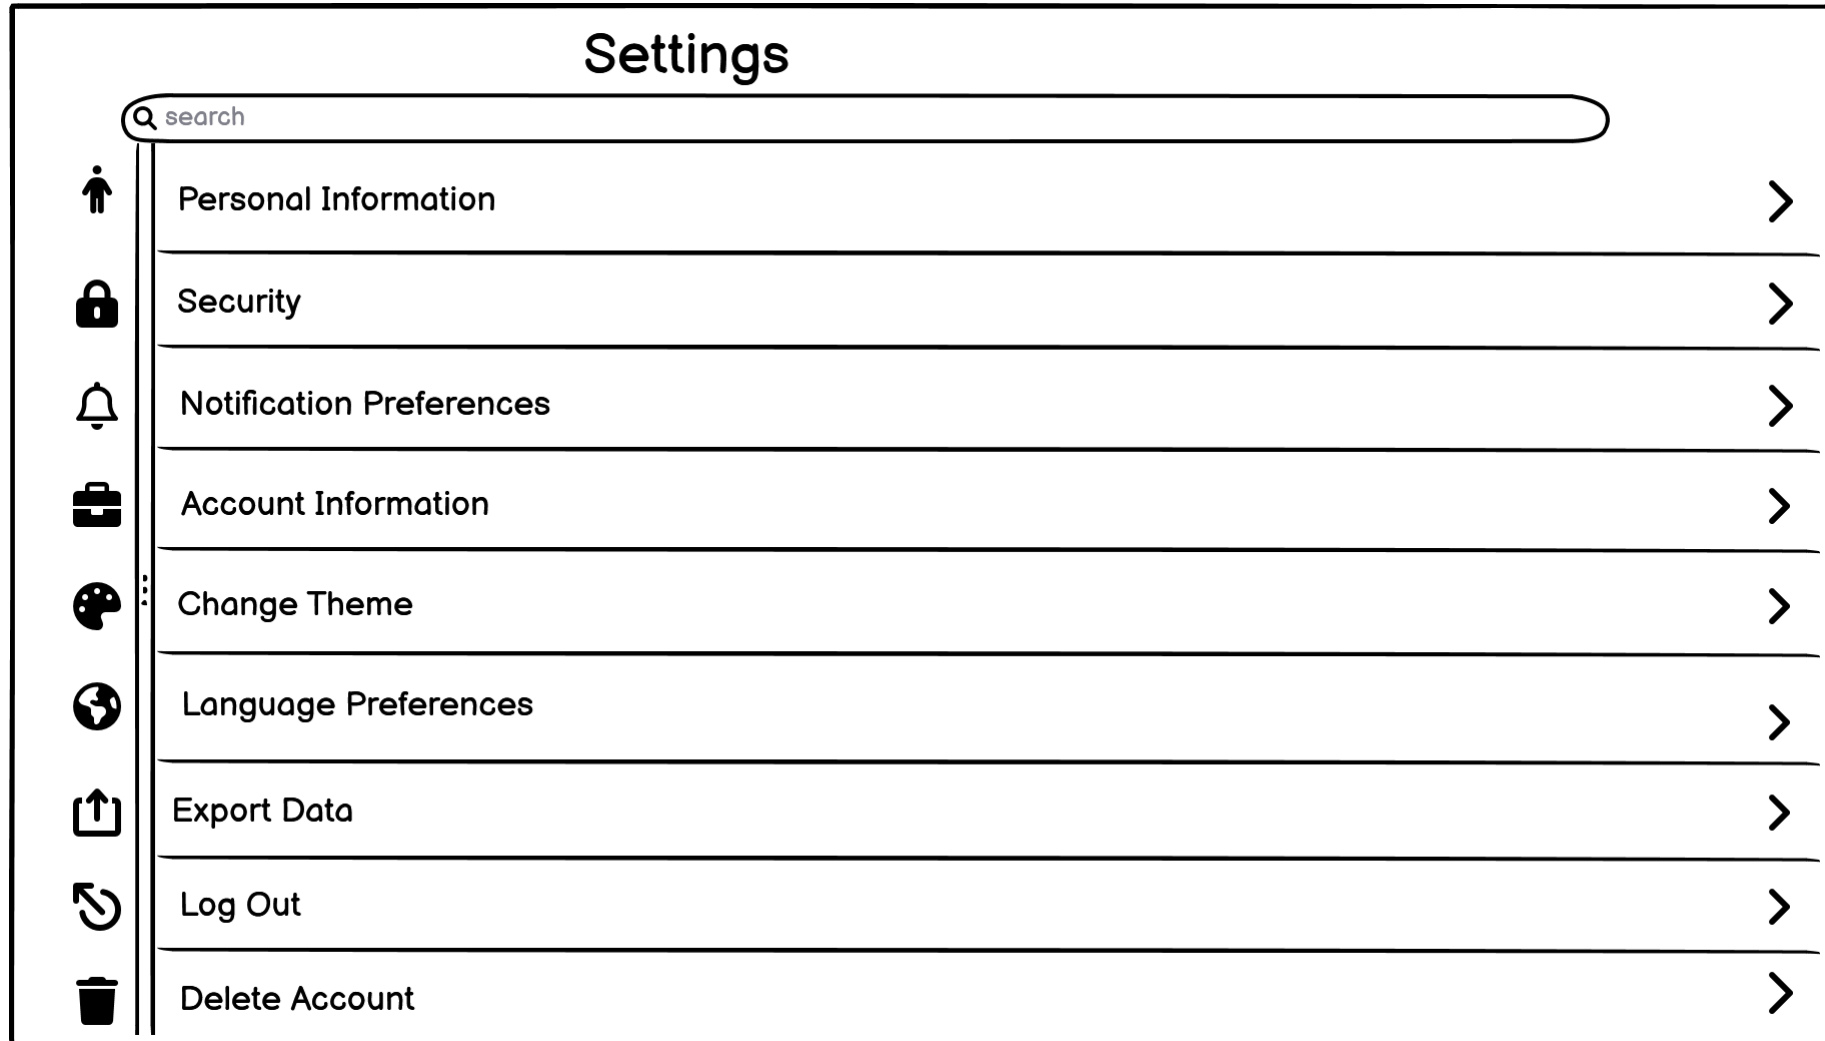 Settings
search
Personal Information
Security
Notification Preferences
Account Information
Change Theme
Language Preferences
Export Data
Log Out
Delete Account